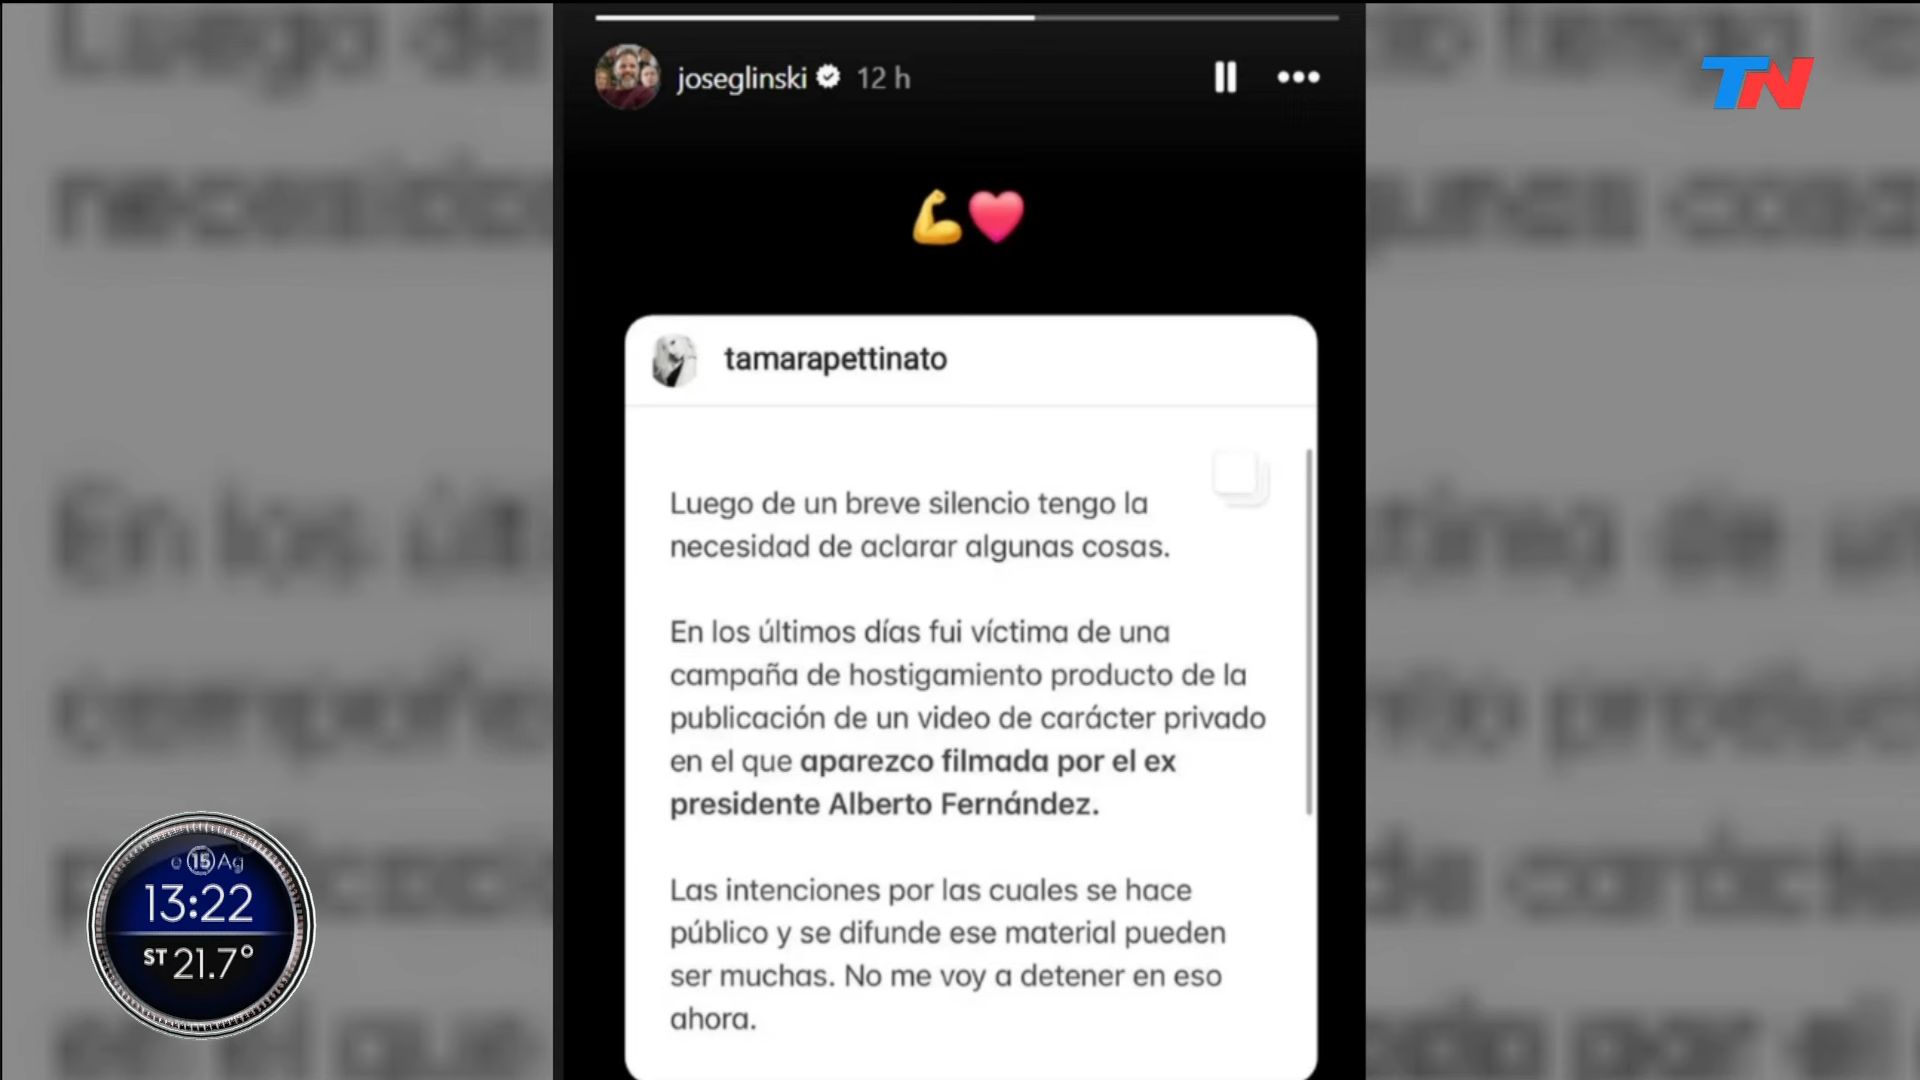 joseglinski 12 h
TN
tamarapettinato
Luego de un breve silencio tengo la
necesidad de aclarar algunas cosas.
En los últimos días fui víctima de una
campaña de hostigamiento producto de la
publicación de un video de carácter privado
en el que aparezco filmada por el ex
presidente Alberto Fernández.
Las intenciones por las cuales se hace
público y se difunde ese material pueden
ser muchas. No me voy a detener en eso
ahora.
e 15 Ag
13:22
ST 21.7°